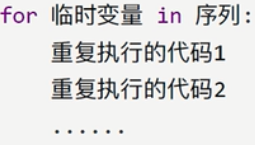 for 临时变量 in 序列:
    重复执行的代码1
    重复执行的代码2
    ......